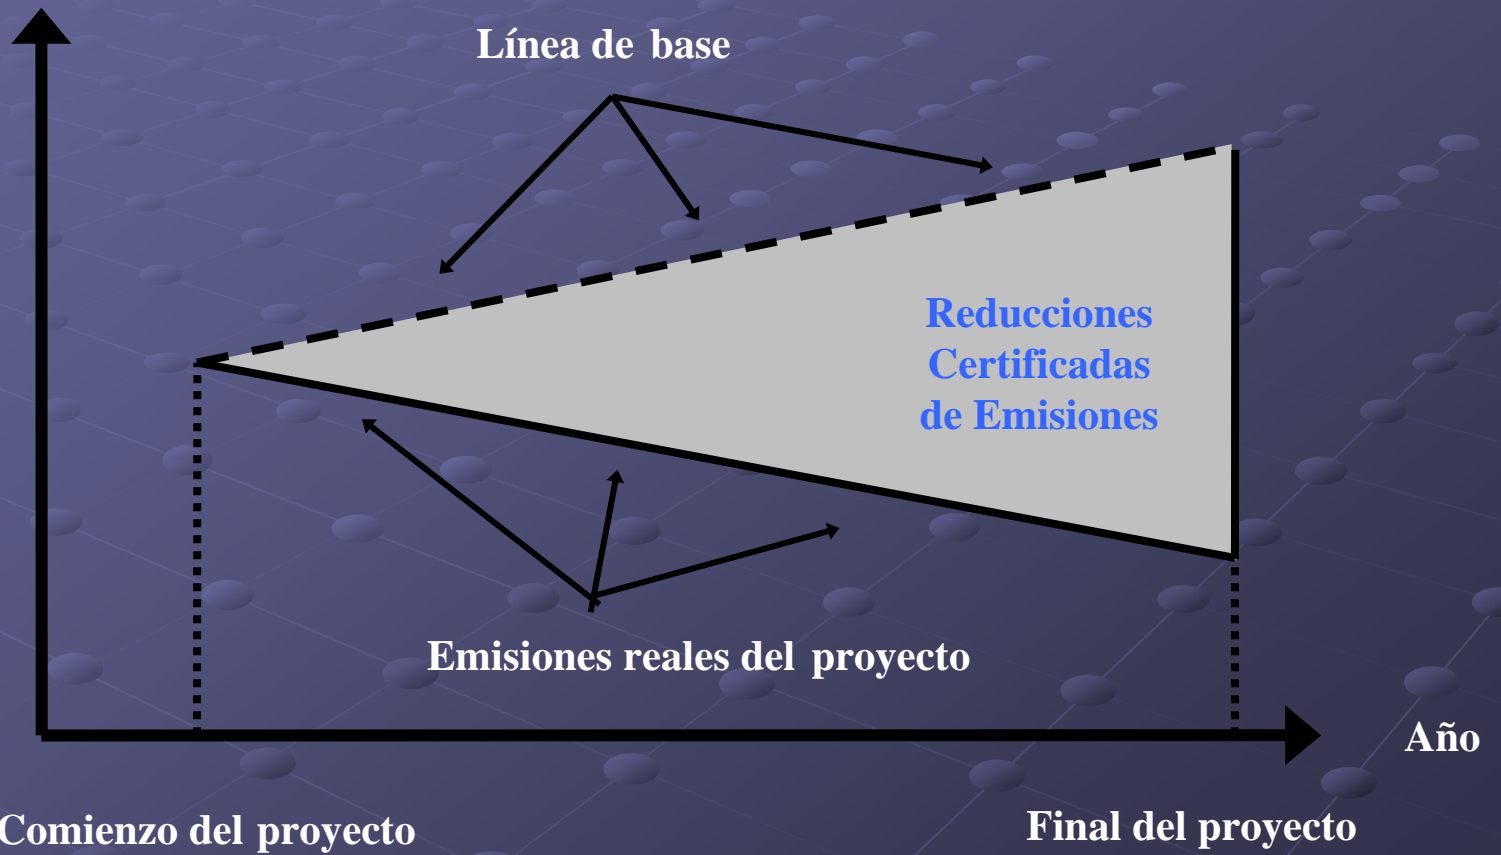 Línea de base
Reducciones
Certificadas
de Emisiones
Emisiones reales del proyecto
Año
Comienzo del proyecto
Final del proyecto